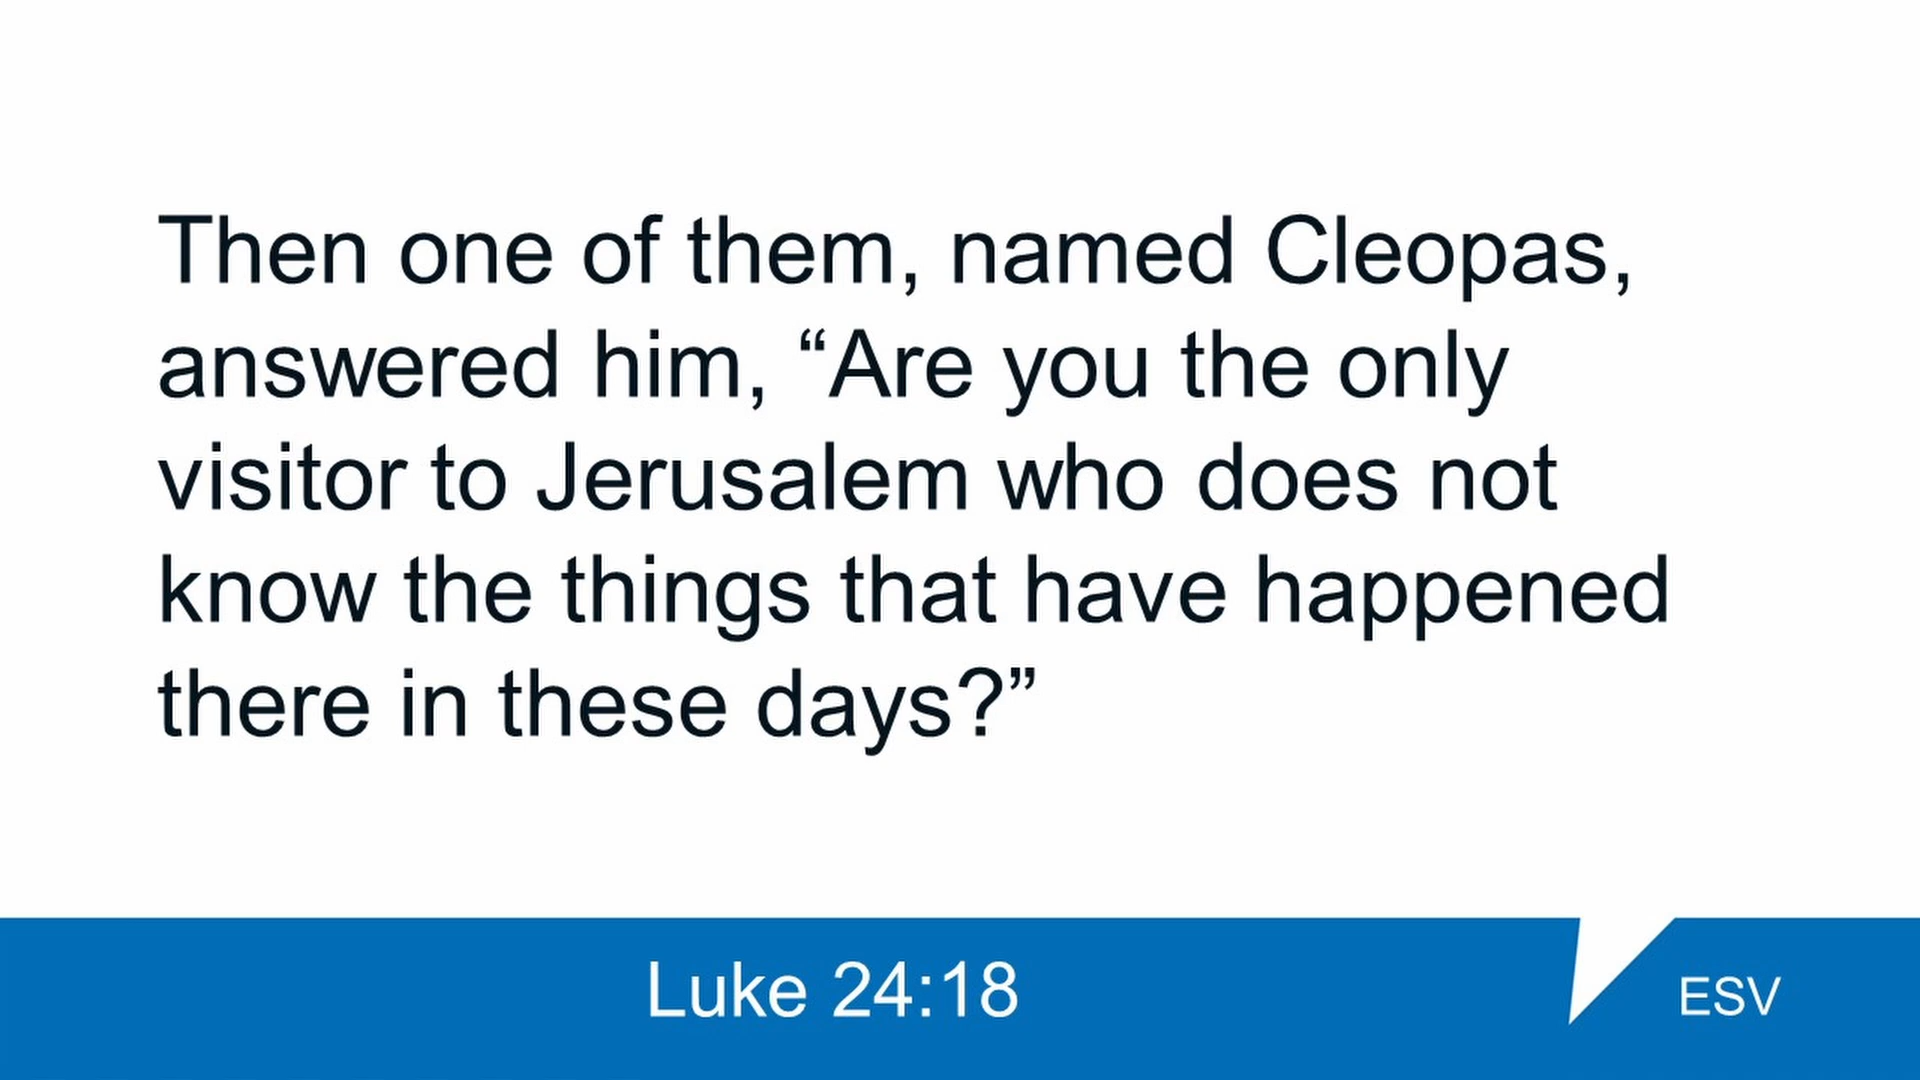 Then one of them, named Cleopas,
answered him, “Are you the only
visitor to Jerusalem who does not
know the things that have happened
there in these days?”
Luke 24:18
ESV